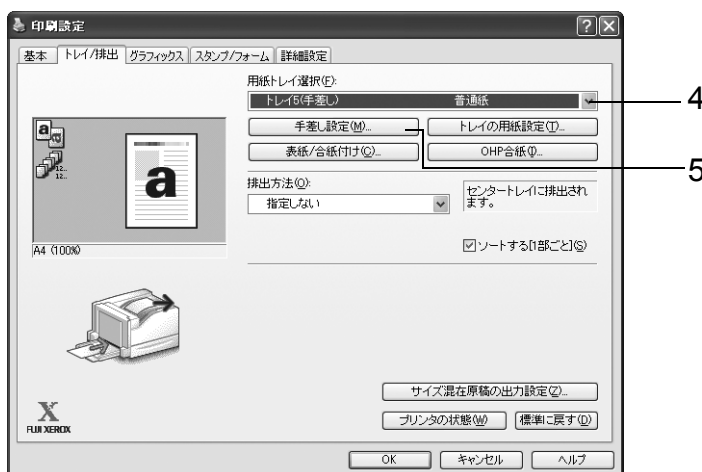 印刷設定
基本 トレイ/排出 グラフィックス スタンプ/フォーム 詳細設定
用紙トレイ選択(F):
トレイ5(手差し) 普通紙
4
手差し設定(M)... トレイの用紙設定(T)...
表紙/合紙付け(C)... OHP合紙(I)...
5
排出方法(O):
指定しない
センタートレイに排出されます。
ソートする[1部ごと](S)
a
A4 (100%)
サイズ混在原稿の出力設定(Z)...
プリンタの状態(W) 標準に戻す(D)
X
FUJI XEROX
OK キャンセル ヘルプ